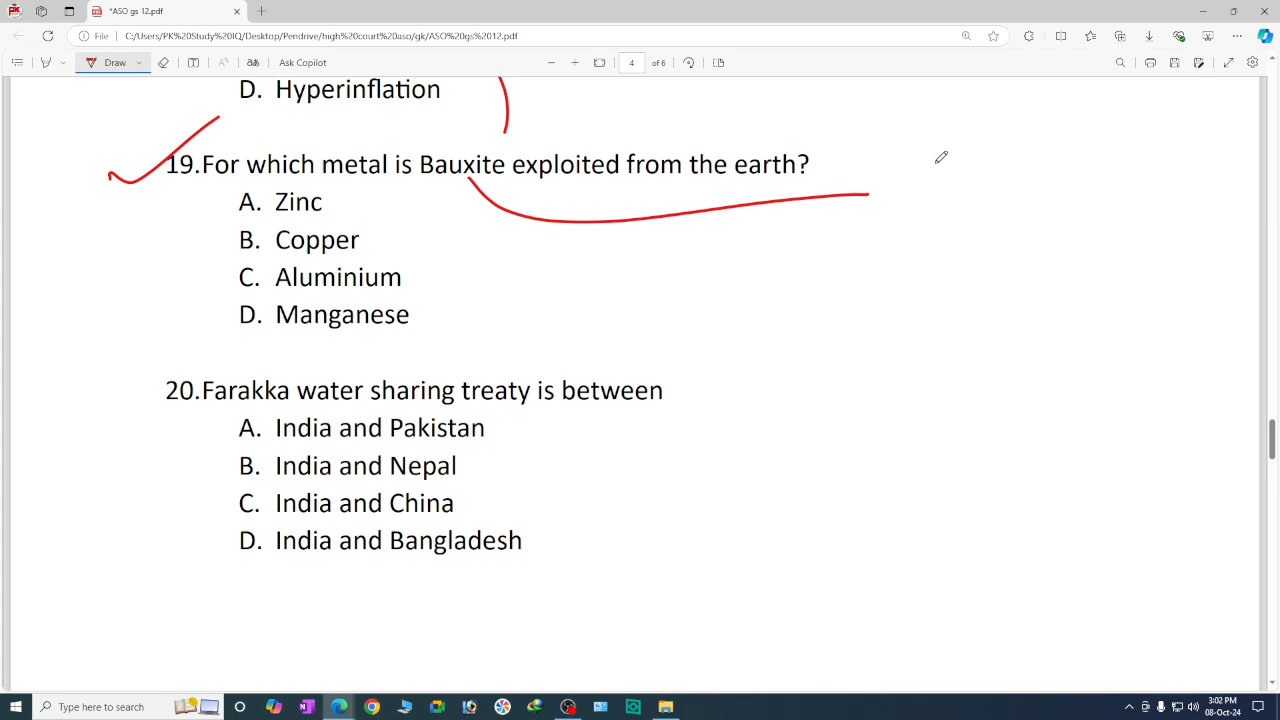 *ASO gs 12.pdf
File
C:/Users/PK%20Study%20IQ/Desktop/Pendrive/high%20court%20aso/gk/ASO%20gs%2012.pdf
Draw
Ask Copilot
4 of 6
D. Hyperinflation
19.For which metal is Bauxite exploited from the earth?
A. Zinc
B. Copper
C. Aluminium
D. Manganese
20.Farakka water sharing treaty is between
A. India and Pakistan
B. India and Nepal
C. India and China
D. India and Bangladesh
Type here to search
3:02 PM
08-Oct-24